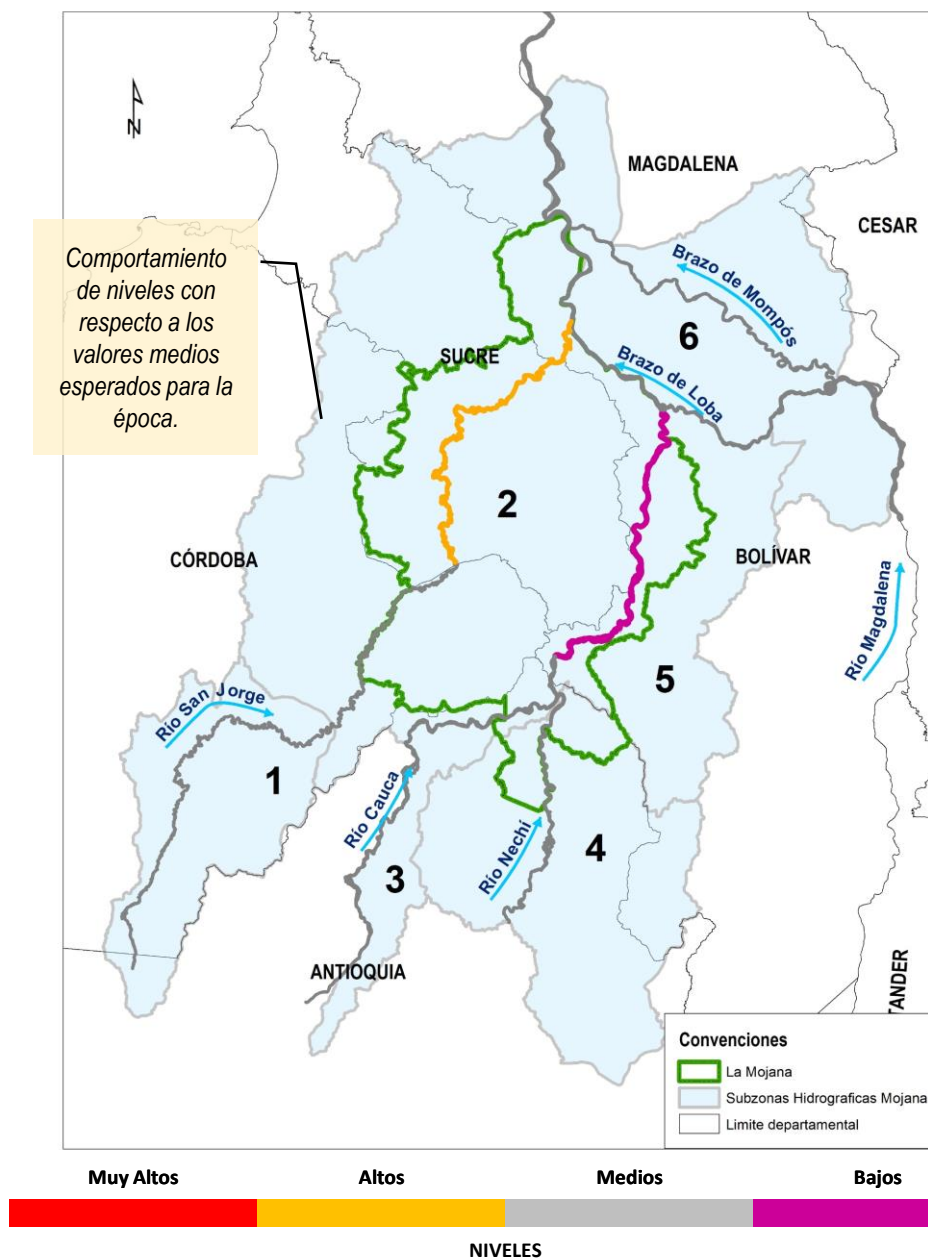 MAGDALENA
CESAR
Comportamiento
de niveles con
respecto a los
valores medios
esperados para la
época.
Brazo de Mompós
6
SUCRE
Brazo de Loba
2
CÓRDOBA
BOLÍVAR
Río Magdalena
5
Río San Jorge
1
Río Cauca
Río Nechí
4
3
ANTIOQUIA
TANDER
N
Convenciones
La Mojana
Subzonas Hidrograficas Mojana
Limite departamental
Muy Altos
Altos
Medios
Bajos
NIVELES